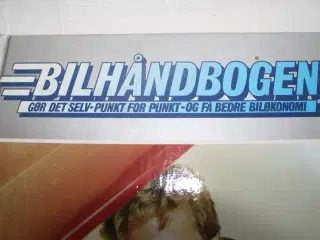 BILHÅNDBOGEN
GØR DET SELV-PUNKT FOR PUNKT-OG FÅ BEDRE BILØKONOMI